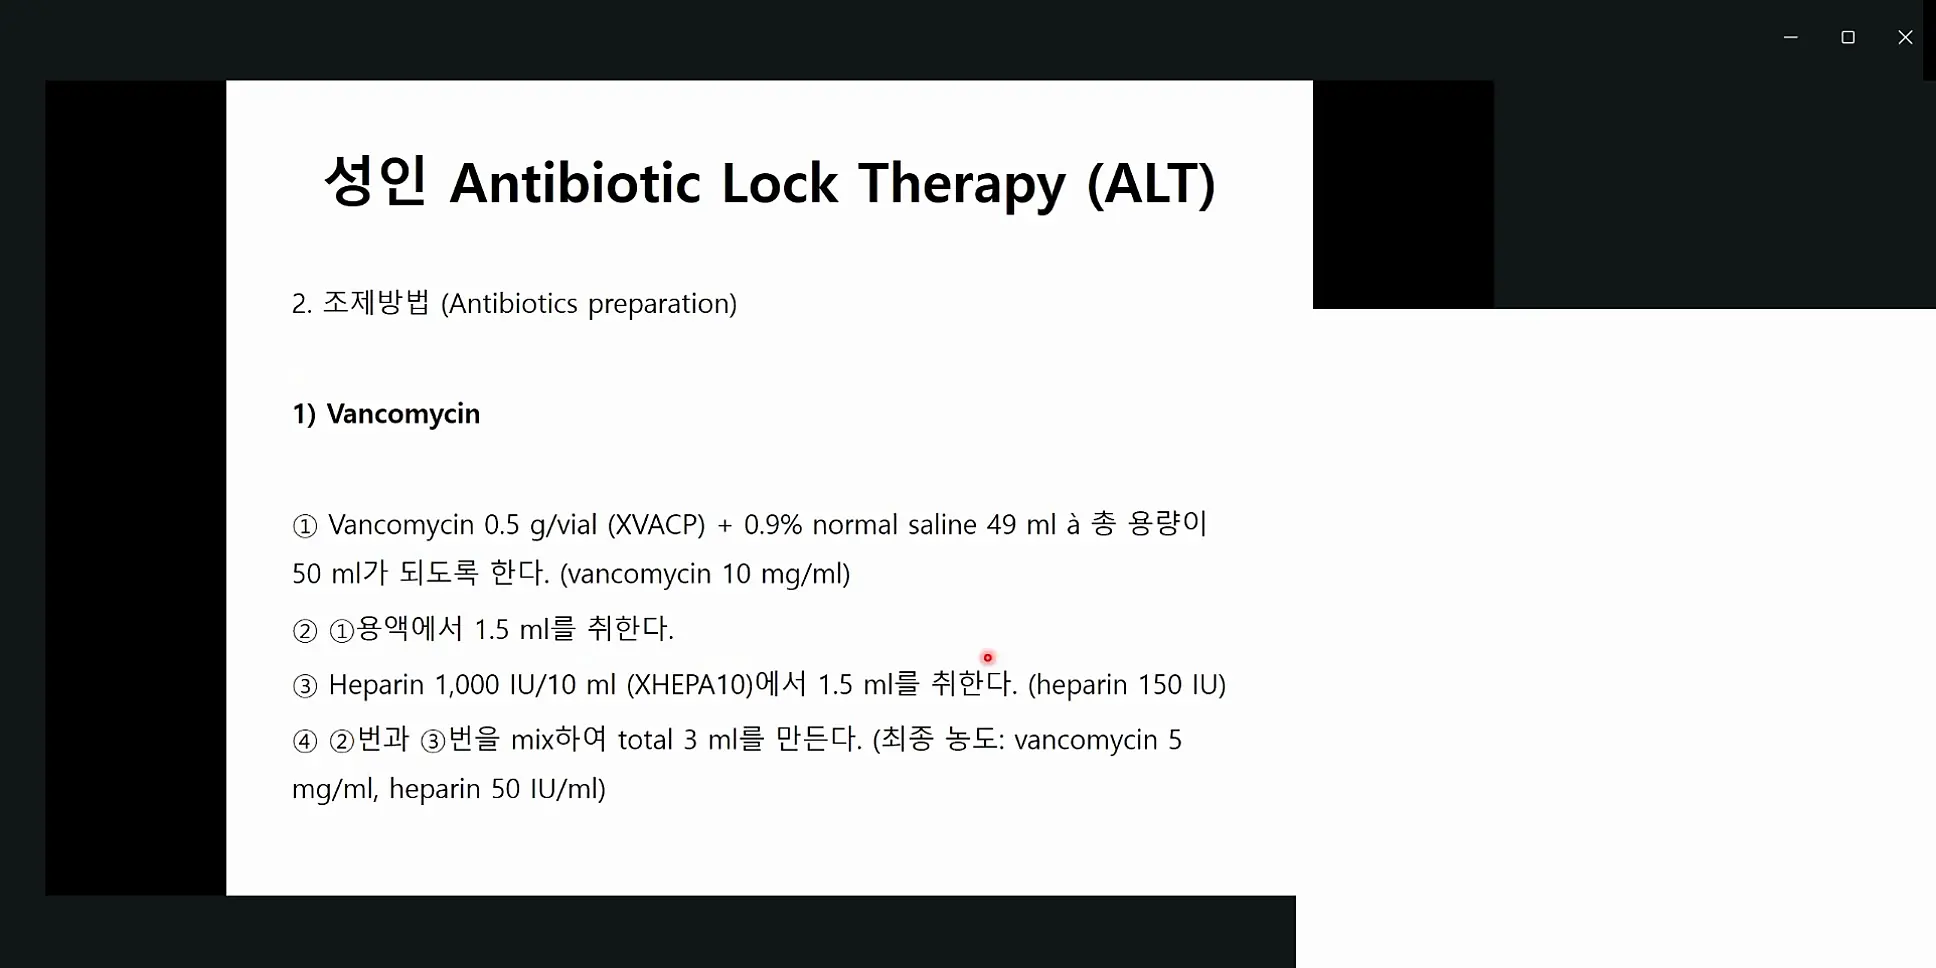 성인 Antibiotic Lock Therapy (ALT)
2. 조제방법 (Antibiotics preparation)
1) Vancomycin
① Vancomycin 0.5 g/vial (XVACP) + 0.9% normal saline 49 ml à 총 용량이
50 ml가 되도록 한다. (vancomycin 10 mg/ml)
② ①용액에서 1.5 ml를 취한다.
③ Heparin 1,000 IU/10 ml (XHEPA10)에서 1.5 ml를 취한다. (heparin 150 IU)
④ ②번과 ③번을 mix하여 total 3 ml를 만든다. (최종 농도: vancomycin 5
mg/ml, heparin 50 IU/ml)